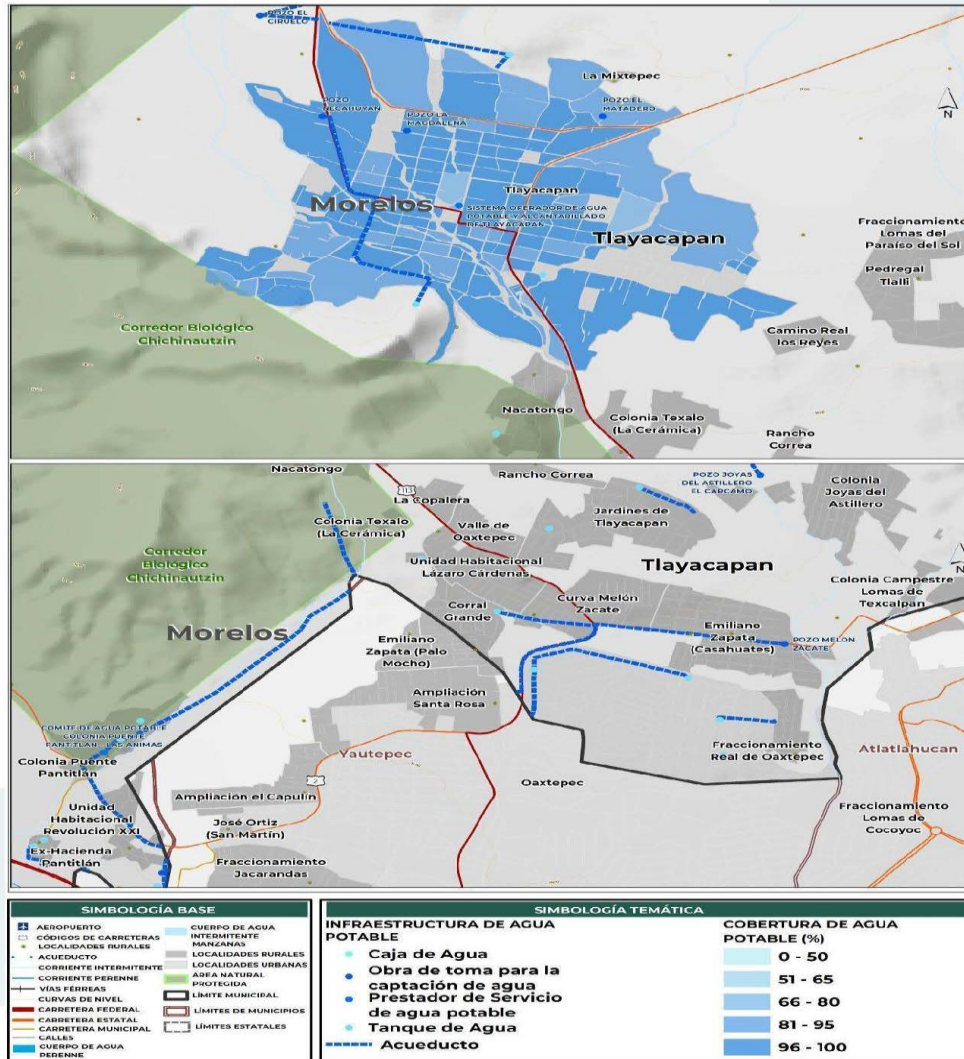 POZO EL
CIRUELO
La Mixtepec
POZO EL
MATADERO
POZO
POZO LA
MAGDALENA
N
Tlayacapan
Morelos
SISTEMA OPERADOR DE AGUA
POTABLE Y ALCANTARILLADO
DE TLAYACAPAN
Tlayacapan
Fraccionamiento
Lomas del
Paraíso del Sol
Pedregal
Tlalli
Corredor Biológico
Chichinautzin
Camino Real
los Reyes
Nacatongo
Colonia Texalo
(La Cerámica)
Rancho
Correa
Nacatongo
Rancho Correa
POZO JOYAS
DEL ASTILLERO
EL CARCAMO
Colonia
Joyas del
Astillero
113
La Copalera
Colonia Texalo
(La Cerámica)
Valle de
Oaxtepec
Jardines de
Tlayacapan
Corredor
Biológico
Chichinautzin
Unidad Habitacional
Lázaro Cárdenas
Tlayacapan
N
Colonia Campestre
Lomas de
Texcalpan
Morelos
Corral
Grande
Curva Melón
Zacate
Emiliano
Zapata (Palo
Mocho)
Emiliano
Zapata
(Casahuates)
POZO MELON
ZACATE
Ampliación
Santa Rosa
COMITE DE AGUA POTABLE
COLONIA PUENTE
PANTITLAN - LAS ANIMAS
Colonia Puente
Pantitlán
Yautepec
Fraccionamiento
Real de Oaxtepec
Atlatlahucan
2
Oaxtepec
Ampliación el Capulín
Unidad
Habitacional
Revolución XXI
José Ortiz
(San Martín)
Fraccionamiento
Lomas de
Cocoyoc
Ex-Hacienda
Pantitlán
Fraccionamiento
Jacarandas
SIMBOLOGÍA BASE
AEROPUERTO
CÓDIGOS DE CARRETERAS
LOCALIDADES RURALES
ACUEDUCTO
CORRIENTE INTERMITENTE
CORRIENTE PERENNE
VÍAS FÉRREAS
CURVAS DE NIVEL
CARRETERA FEDERAL
CARRETERA ESTATAL
CARRETERA MUNICIPAL
CALLES
CUERPO DE AGUA
PERENNE
CUERPO DE AGUA
INTERMITENTE
MANZANAS
LOCALIDADES RURALES
LOCALIDADES URBANAS
ÁREA NATURAL
PROTEGIDA
LÍMITE MUNICIPAL
LÍMITES DE MUNICIPIOS
LÍMITES ESTATALES
SIMBOLOGÍA TEMÁTICA
INFRAESTRUCTURA DE AGUA
POTABLE
Caja de Agua
Obra de toma para la
captación de agua
Prestador de Servicio
de agua potable
Tanque de Agua
Acueducto
COBERTURA DE AGUA
POTABLE (%)
0 - 50
51 - 65
66 - 80
81 - 95
96 - 100